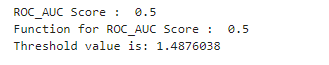 ROC_AUC Score :  0.5
Function for ROC_AUC Score :  0.5
Threshold value is: 1.4876038